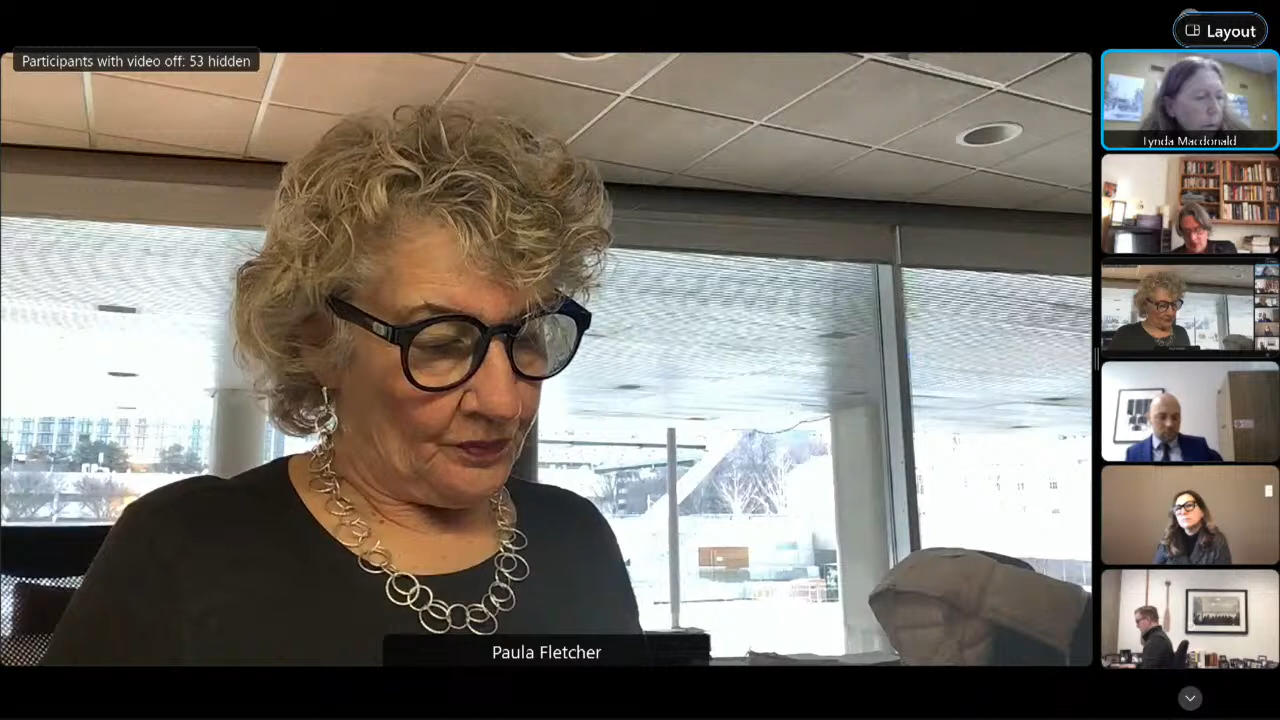 Layout
Participants with video off: 53 hidden
Lynda Macdonald
Paula Fletcher